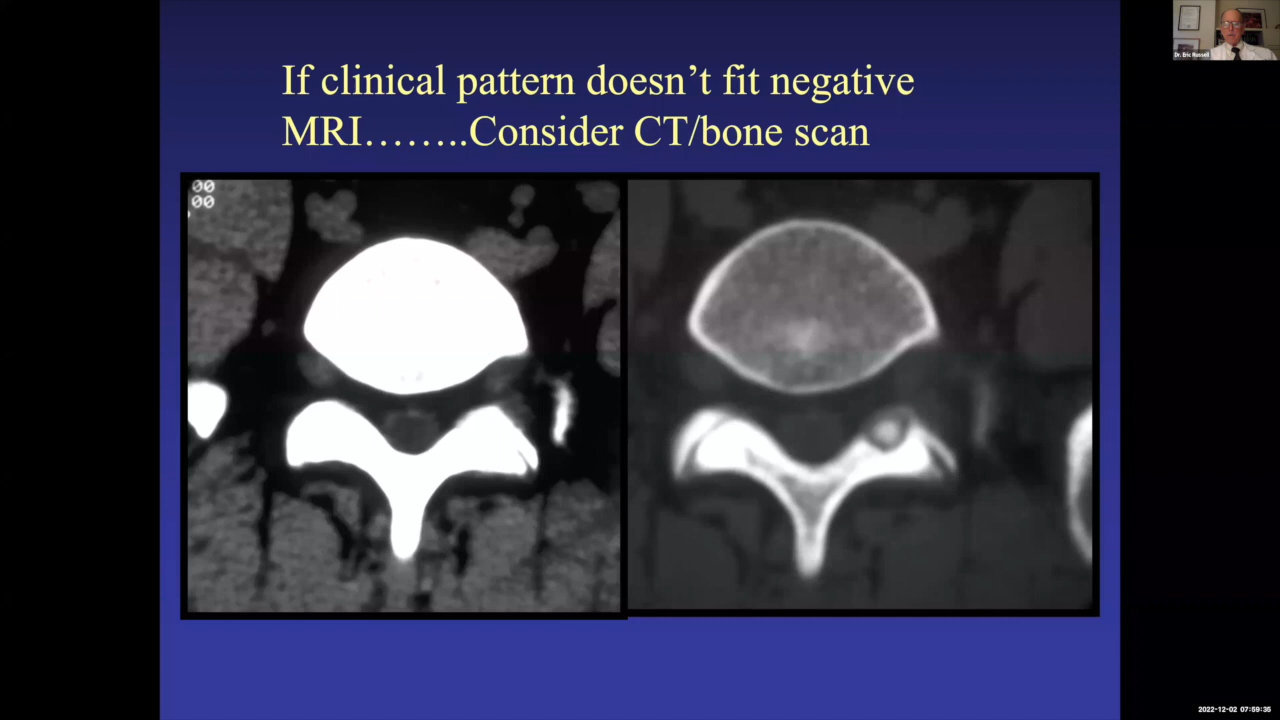 If clinical pattern doesn’t fit negative
MRI……..Consider CT/bone scan
00
00
Dr. Eric Russell
2022-12-02 07:59:35